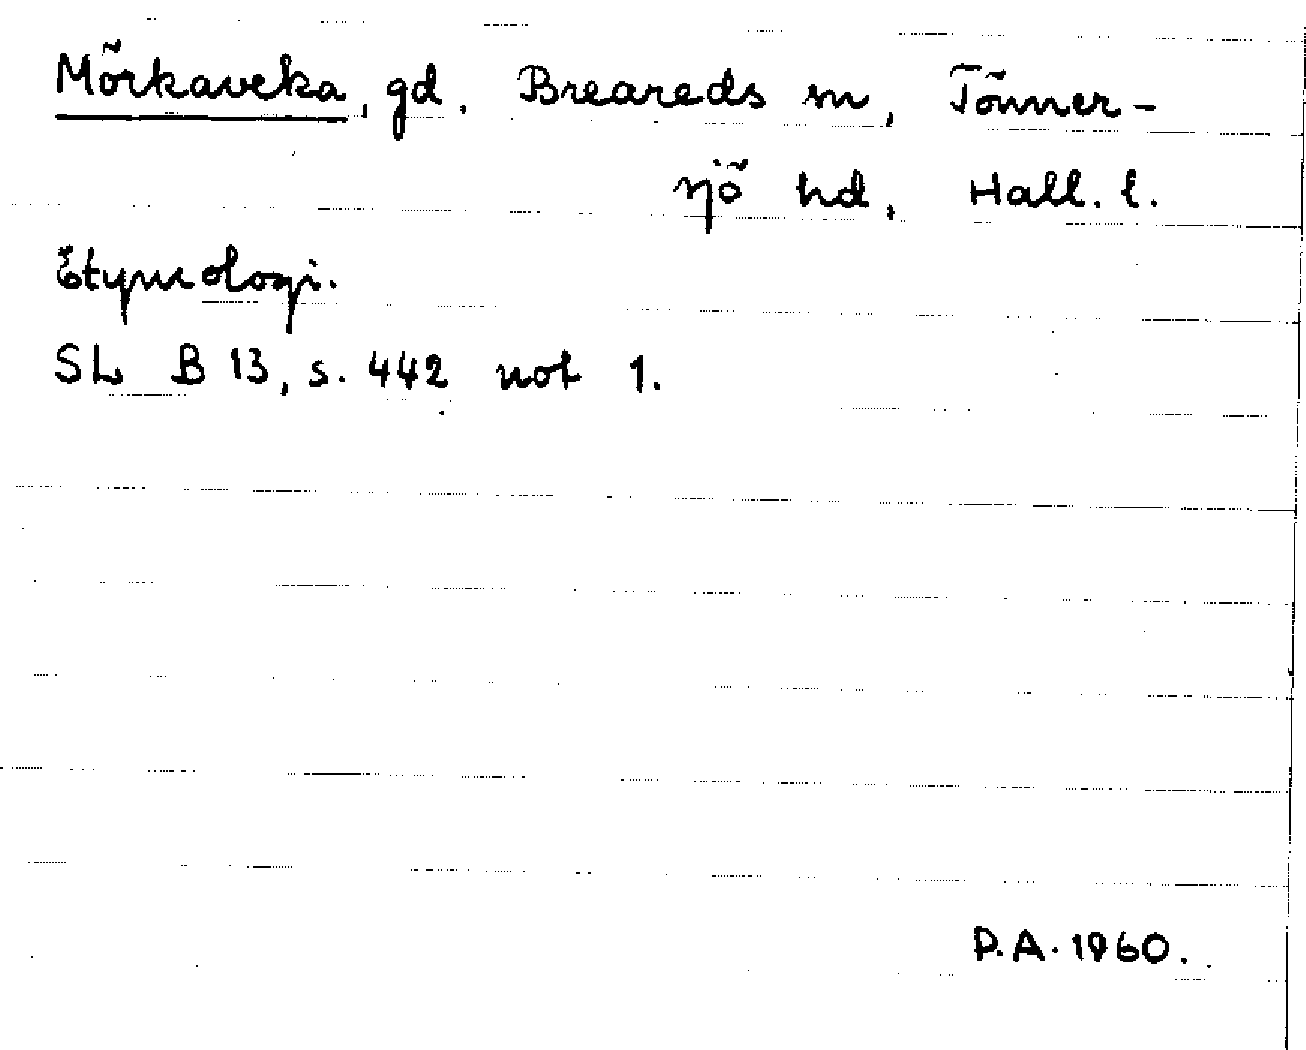 Mörkaveka, gd. Breareds sn, Tönner-
sjö hd, Hall. l.
Etymologi.
SL B 13, s. 442 not 1.
P.A. 1960.